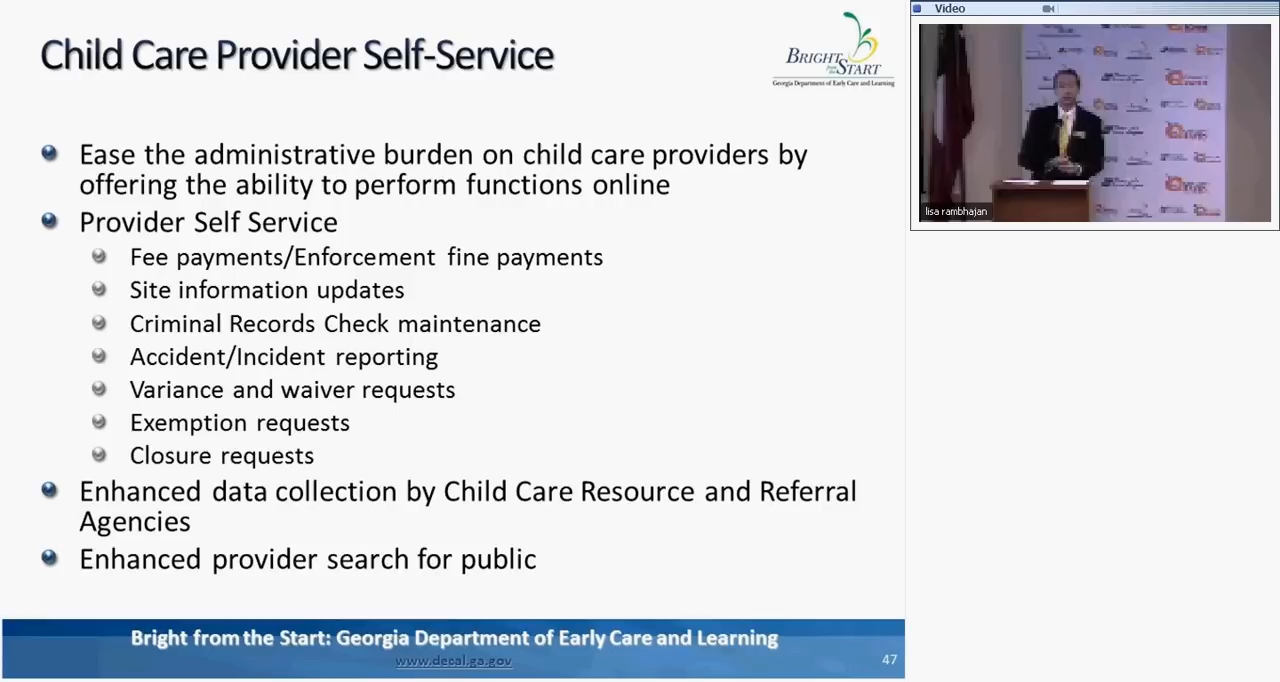 Child Care Provider Self-Service
BRIGHT
from the
START
Georgia Department of Early Care and Learning
Ease the administrative burden on child care providers by
offering the ability to perform functions online
Provider Self Service
Fee payments/Enforcement fine payments
Site information updates
Criminal Records Check maintenance
Accident/Incident reporting
Variance and waiver requests
Exemption requests
Closure requests
Enhanced data collection by Child Care Resource and Referral
Agencies
Enhanced provider search for public
Bright from the Start: Georgia Department of Early Care and Learning
www.decal.ga.gov
47
Video
lisa rambhajan